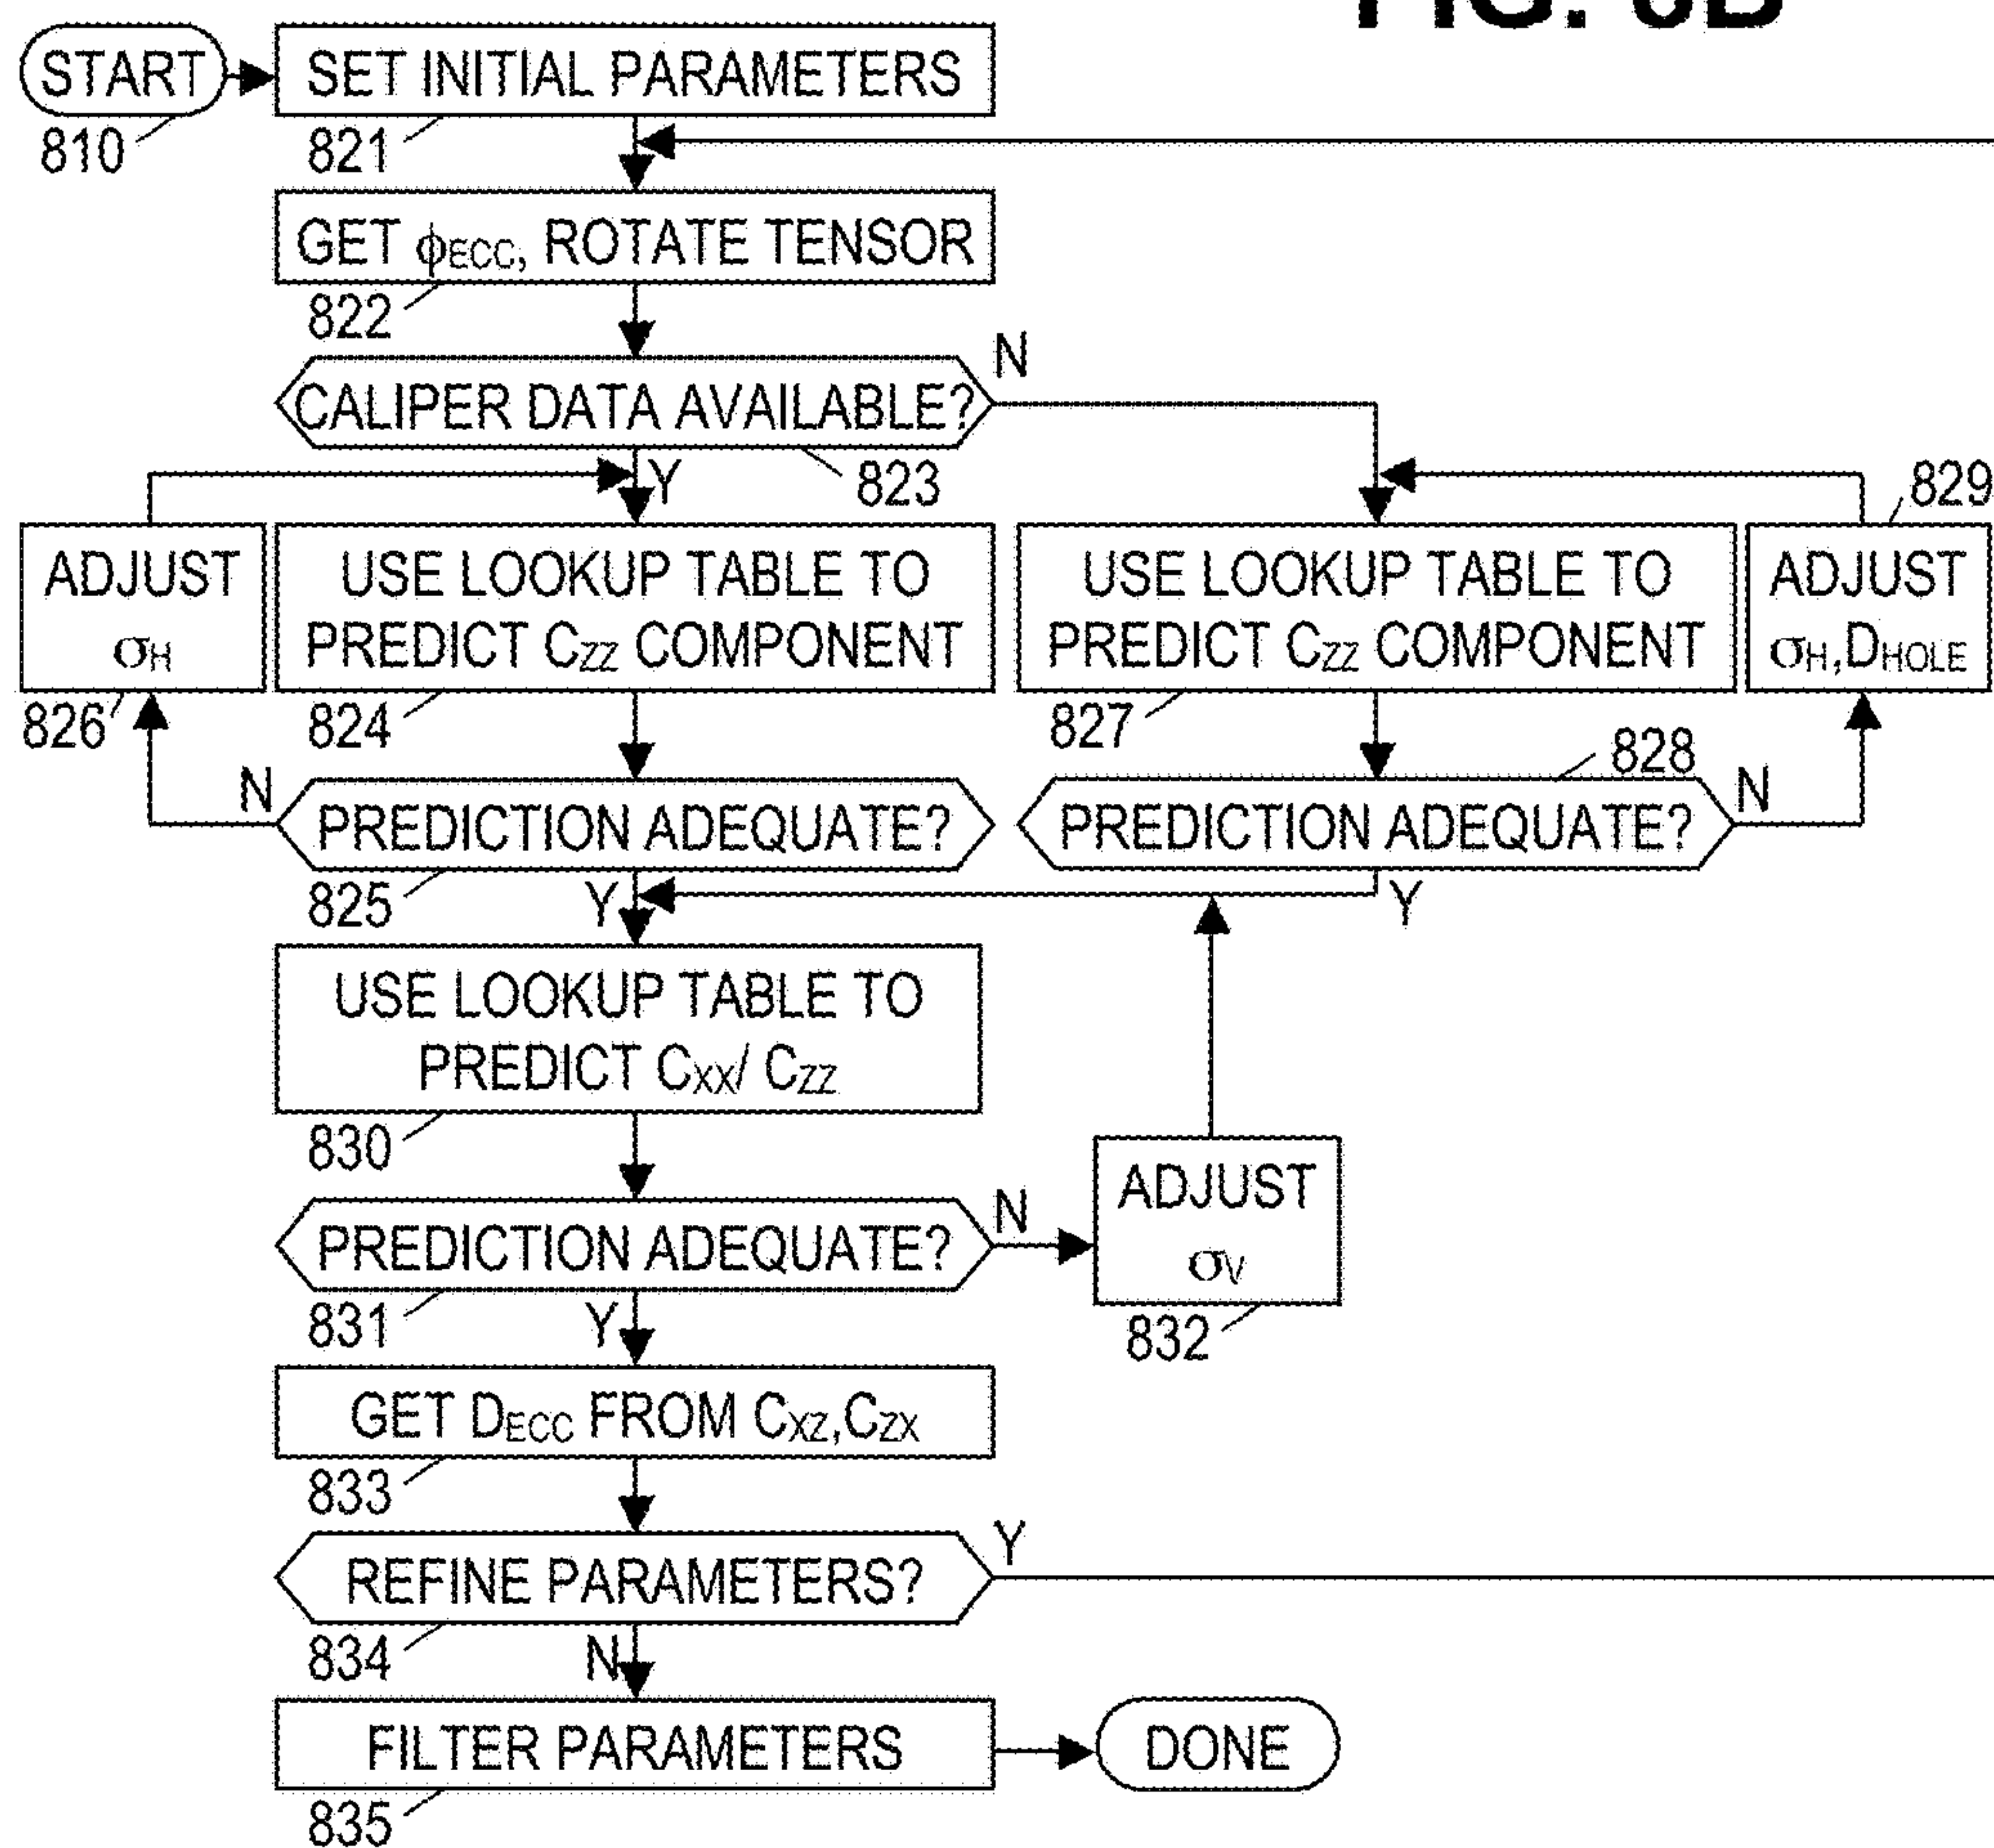 START
SET INITIAL PARAMETERS
810
821
GET ϕECC, ROTATE TENSOR
822
N
CALIPER DATA AVAILABLE?
Y
823
829
ADJUST
σH
826
USE LOOKUP TABLE TO
PREDICT CZZ COMPONENT
824
USE LOOKUP TABLE TO
PREDICT CZZ COMPONENT
827
ADJUST
σH,DHOLE
828
N
PREDICTION ADEQUATE?
825
Y
PREDICTION ADEQUATE?
N
Y
USE LOOKUP TABLE TO
PREDICT CXX/ CZZ
830
PREDICTION ADEQUATE?
N
831
Y
ADJUST
σV
832
GET DECC FROM CXZ,CZX
833
REFINE PARAMETERS?
Y
834
N
FILTER PARAMETERS
835
DONE